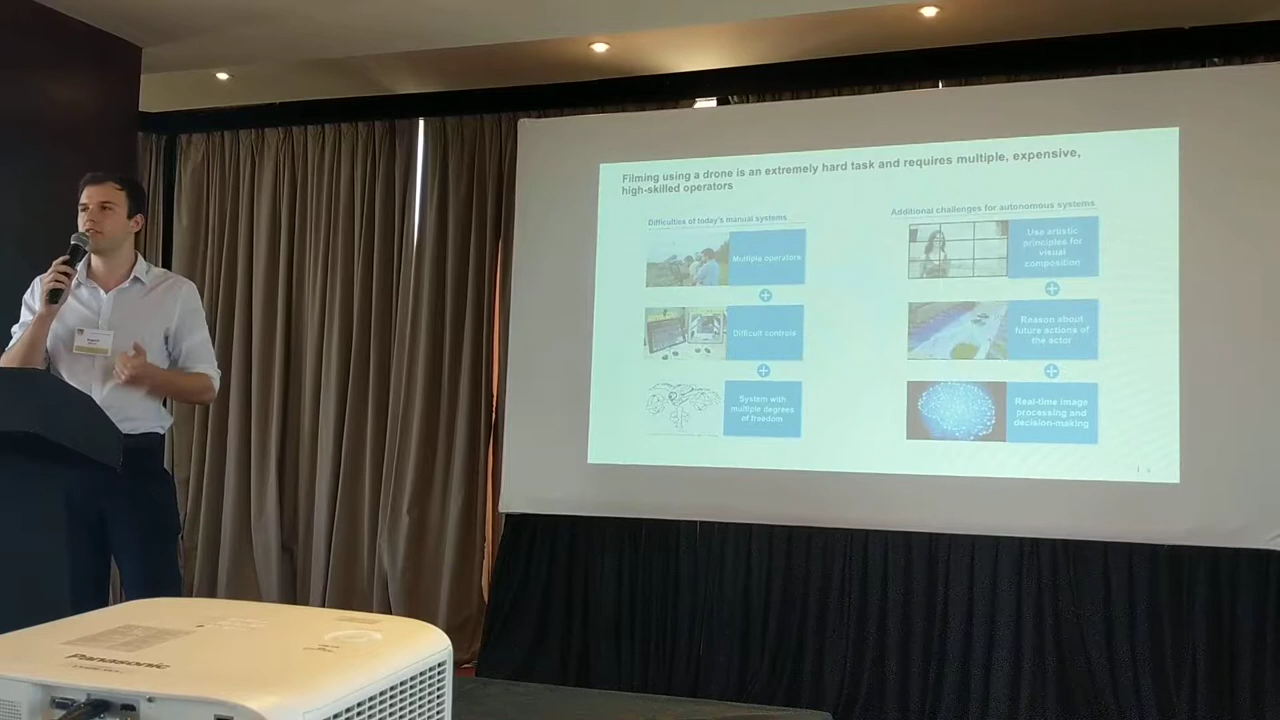 Filming using a drone is an extremely hard task and requires multiple, expensive,
high-skilled operators
Difficulties of today's manual systems
Multiple operators
Difficult controls
System with
multiple degrees
of freedom
Additional challenges for autonomous systems
Use artistic
principles for
visual
composition
Reason about
future actions of
the actor
Real-time image
processing and
decision-making
Panasonic